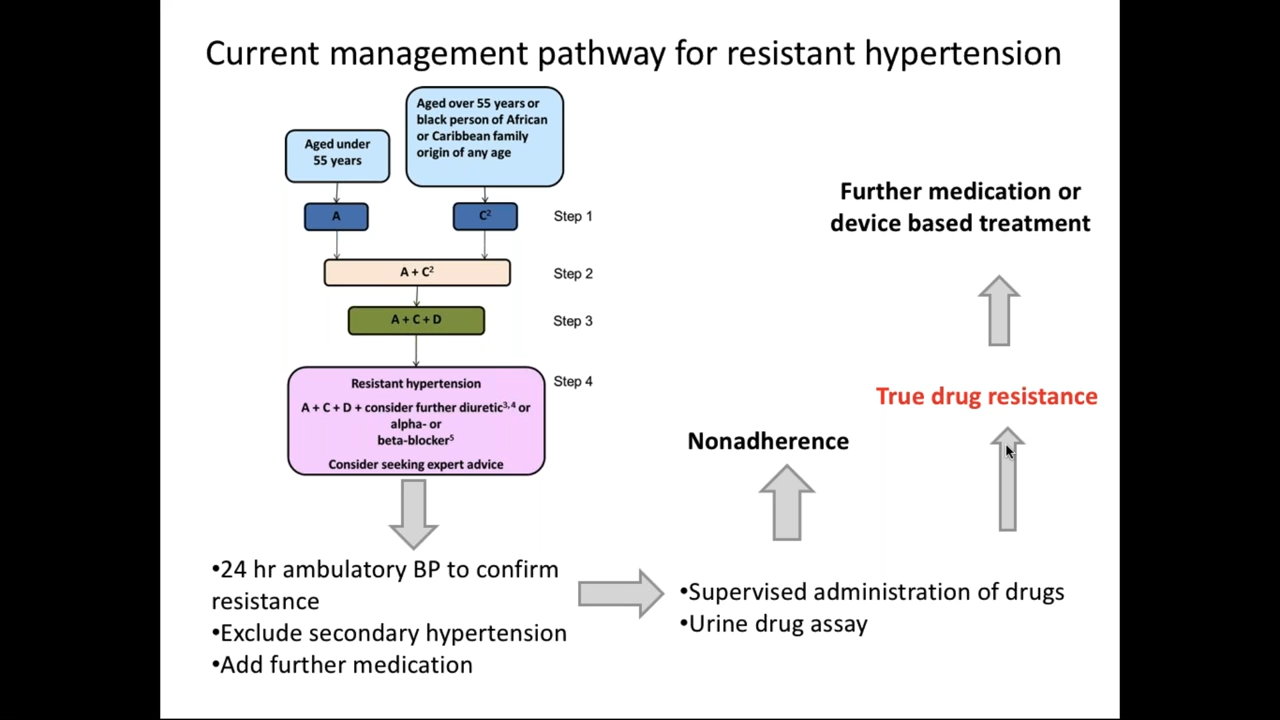 Current management pathway for resistant hypertension
Aged under
55 years
Aged over 55 years or
black person of African
or Caribbean family
origin of any age
A
C²
Step 1
A + C²
Step 2
A + C + D
Step 3
Resistant hypertension
A + C + D + consider further diuretic³,⁴ or
alpha- or
beta-blocker⁵
Consider seeking expert advice
Step 4
•24 hr ambulatory BP to confirm
resistance
•Exclude secondary hypertension
•Add further medication
•Supervised administration of drugs
•Urine drug assay
Nonadherence
True drug resistance
Further medication or
device based treatment